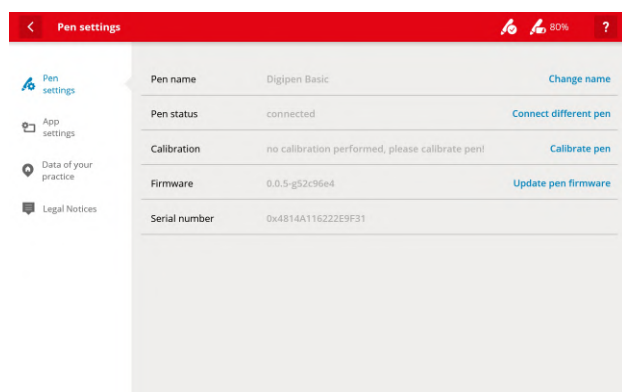 Pen settings
80%
?
Pen
settings
App
settings
Data of your
practice
Legal Notices
Pen name Digipen Basic Change name
Pen status connected Connect different pen
Calibration no calibration performed, please calibrate pen! Calibrate pen
Firmware 0.0.5-g52c96e4 Update pen firmware
Serial number 0x4814A116222E9F31